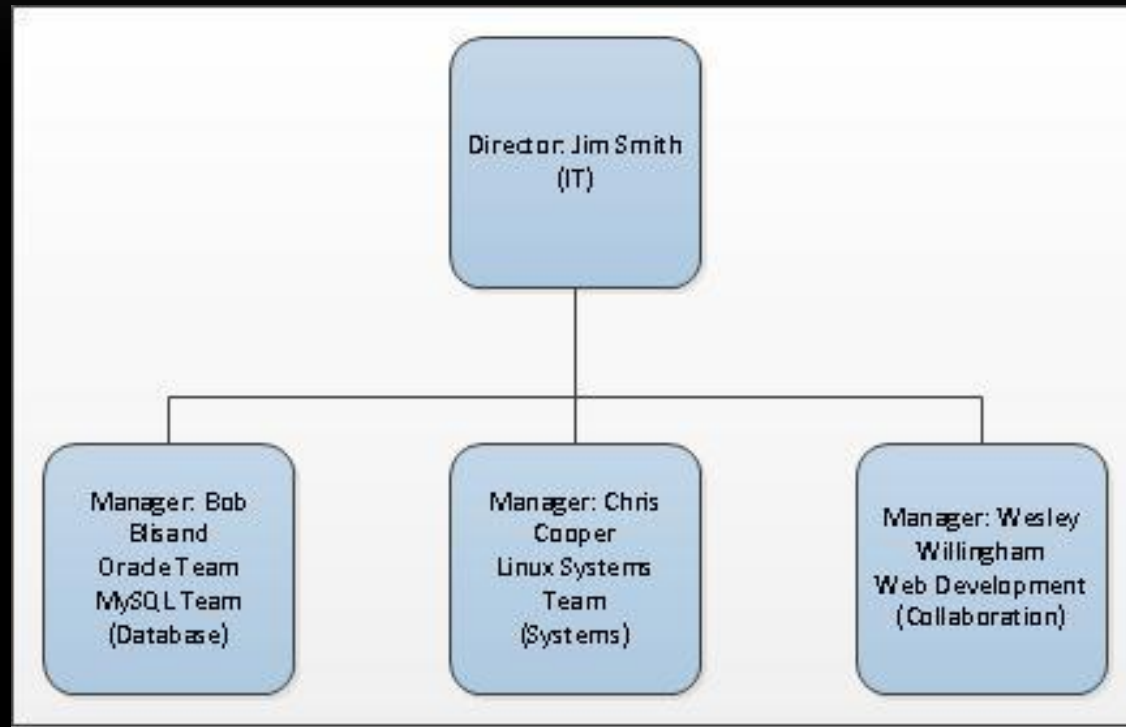 Director: Jim Smith
(IT)
Manager: Bob
Blisand
Oracle Team
MySQL Team
(Database)
Manager: Chris
Cooper
Linux Systems
Team
(Systems)
Manager: Wesley
Willingham
Web Development
(Collaboration)